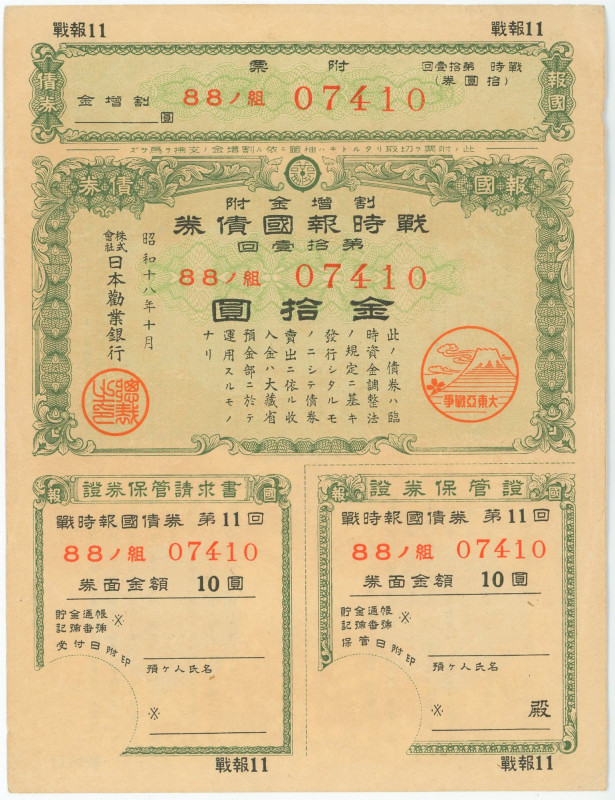 戰報11
戰報11
債券
報國
附票
戰時 第拾壹回
(拾圓券)
割增金
圓
88ノ組 07410
此ノ附票ヲ切取リタルトキハ抽籤ニ依ル割增金ノ支拂ヲ爲サズ
債券
報國
割增金附
戰時報國債券
第拾壹回
88ノ組 07410
金拾圓
此ノ債券ハ臨
時資金調整法
ノ規定ニ基キ
發行シタルモ
ノニシテ債券
賣出ニ依ル收
入金ハ大藏省
預金部ニ於テ
運用スルモノ
ナリ
昭和十八年十月
株式會社 日本勸業銀行
大東亞戰爭
國
證券保管請求書
報
戰時報國債券 第11回
88ノ組 07410
券面金額 10圓
貯金通帳
記號番號 ※
受付日附印
預ケ人氏名
※
戰報11
報
證券保管證
國
戰時報國債券 第11回
88ノ組 07410
券面金額 10圓
貯金通帳
記號番號 ※
保管日附印
預ケ人氏名
※ 殿
戰報11